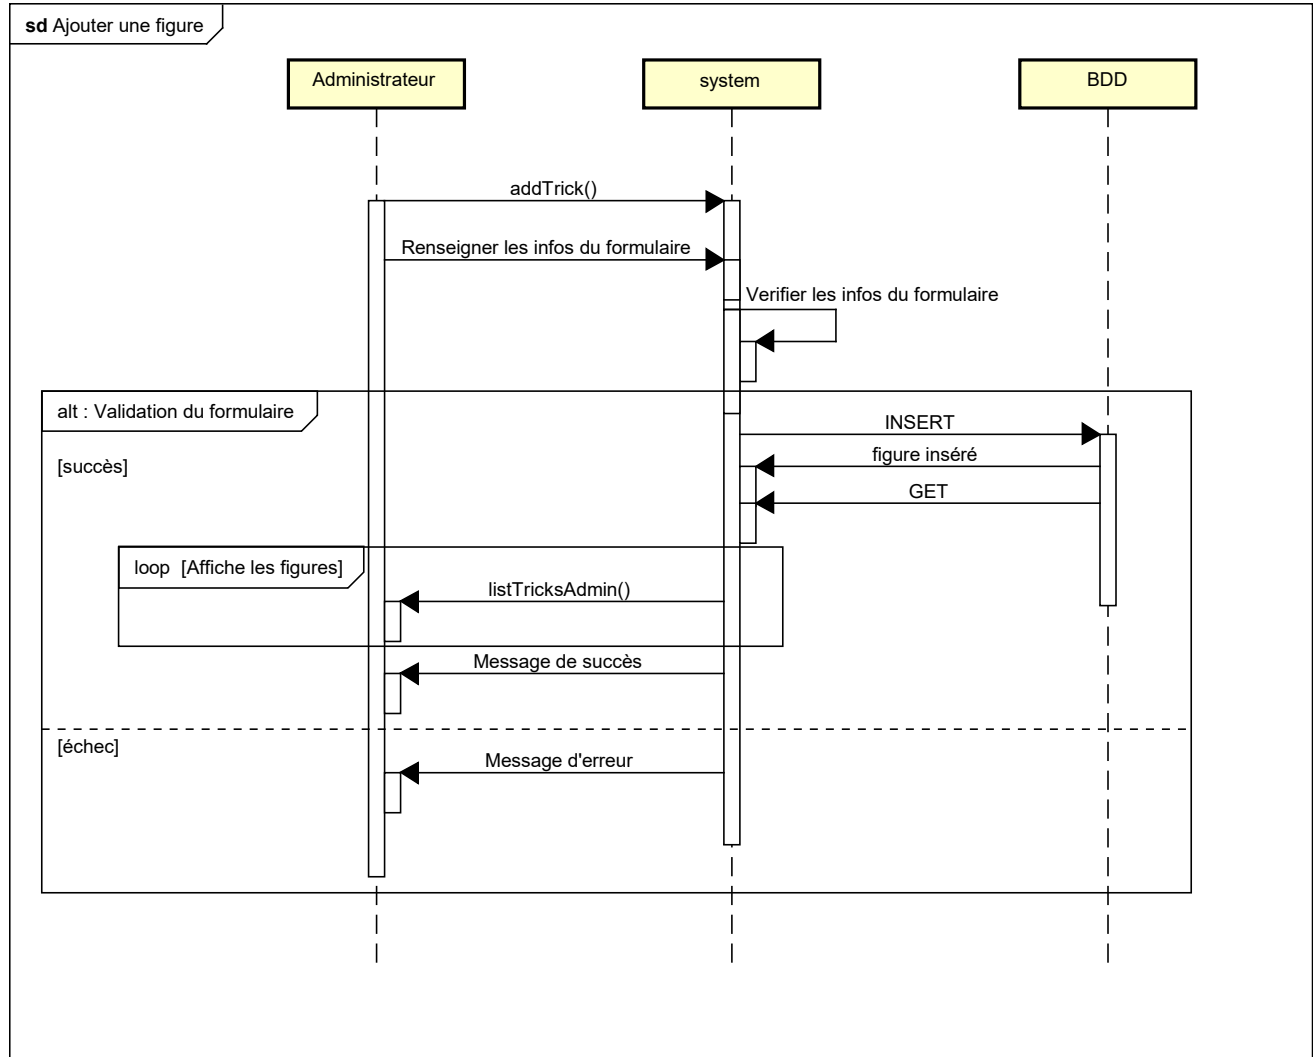 sd Ajouter une figure
Administrateur
system
BDD
addTrick()
Renseigner les infos du formulaire
Verifier les infos du formulaire
alt : Validation du formulaire
INSERT
[succès]
figure inséré
GET
loop [Affiche les figures]
listTricksAdmin()
Message de succès
[échec]
Message d'erreur